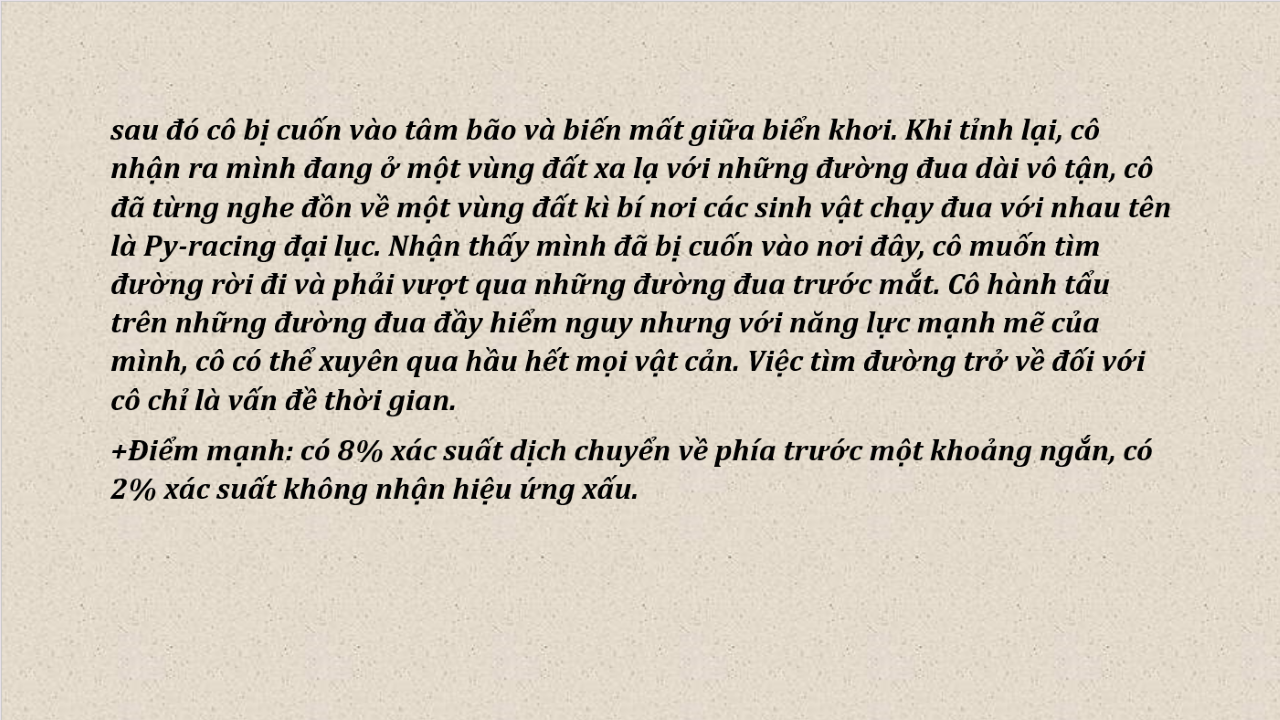 sau đó cô bị cuốn vào tâm bão và biến mất giữa biển khơi. Khi tỉnh lại, cô
nhận ra mình đang ở một vùng đất xa lạ với những đường đua dài vô tận, cô
đã từng nghe đồn về một vùng đất kì bí nơi các sinh vật chạy đua với nhau tên
là Py-racing đại lục. Nhận thấy mình đã bị cuốn vào nơi đây, cô muốn tìm
đường rời đi và phải vượt qua những đường đua trước mắt. Cô hành tẩu
trên những đường đua đầy hiểm nguy nhưng với năng lực mạnh mẽ của
mình, cô có thể xuyên qua hầu hết mọi vật cản. Việc tìm đường trở về đối với
cô chỉ là vấn đề thời gian.
+Điểm mạnh: có 8% xác suất dịch chuyển về phía trước một khoảng ngắn, có
2% xác suất không nhận hiệu ứng xấu.